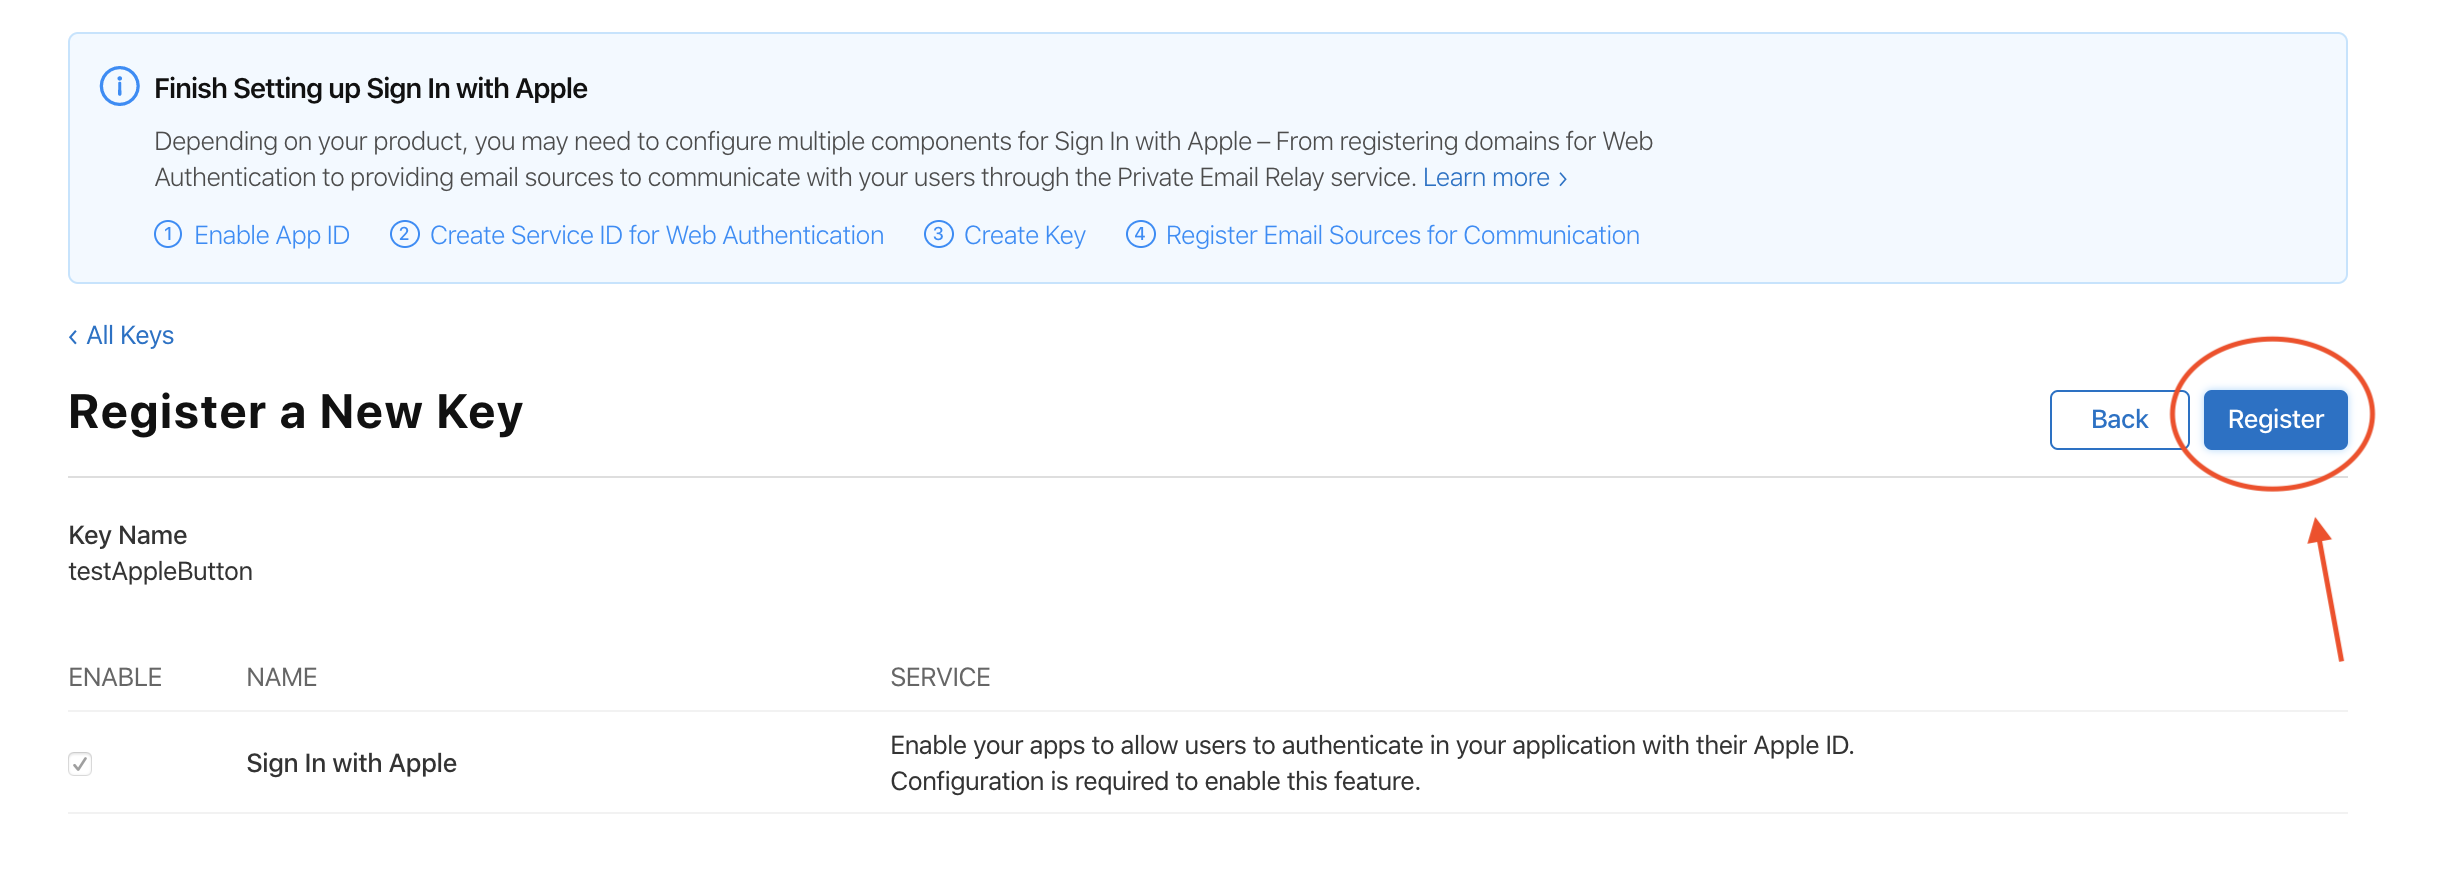 Finish Setting up Sign In with Apple
Depending on your product, you may need to configure multiple components for Sign In with Apple – From registering domains for Web
Authentication to providing email sources to communicate with your users through the Private Email Relay service. Learn more ›
1 Enable App ID 2 Create Service ID for Web Authentication 3 Create Key 4 Register Email Sources for Communication
‹ All Keys
Register a New Key Back Register
Key Name
testAppleButton
ENABLE NAME SERVICE
Sign In with Apple
Enable your apps to allow users to authenticate in your application with their Apple ID.
Configuration is required to enable this feature.